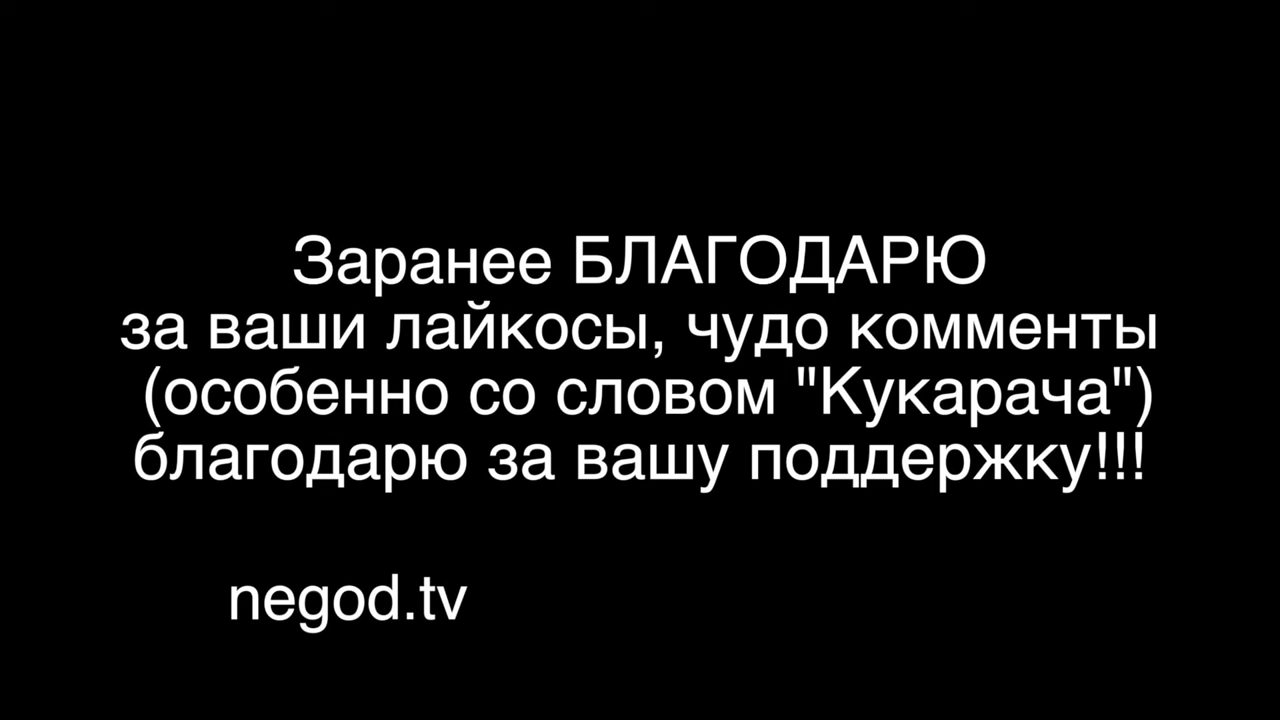 Заранее БЛАГОДАРЮ
за ваши лайкосы, чудо комменты
(особенно со словом "Кукарача")
благодарю за вашу поддержку!!!
negod.tv